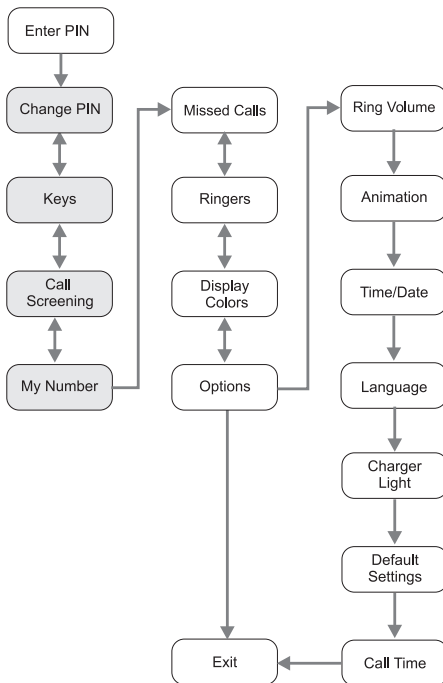 Enter PIN
Change PIN
Keys
Call
Screening
My Number
Missed Calls
Ringers
Display
Colors
Options
Exit
Ring Volume
Animation
Time/Date
Language
Charger
Light
Default
Settings
Call Time